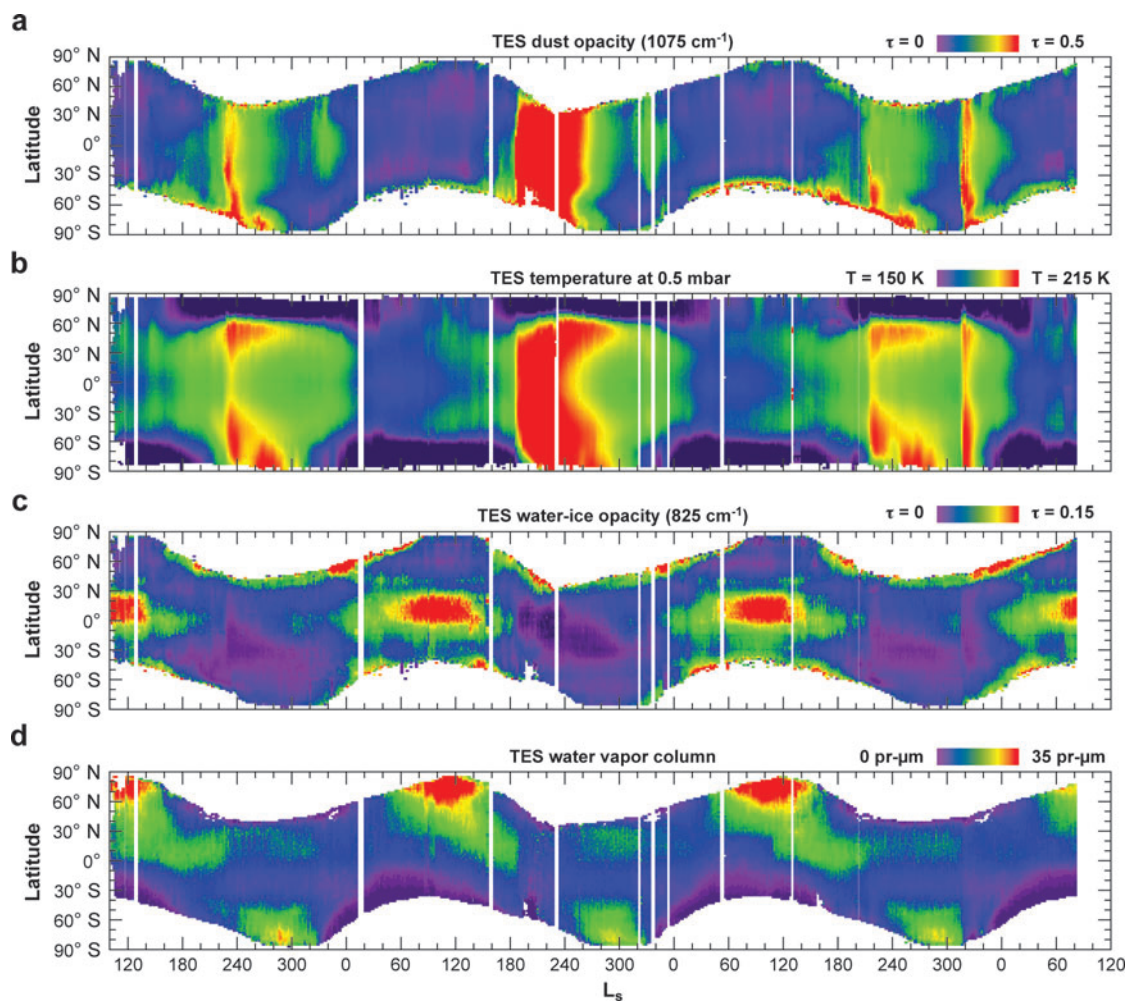 a
TES dust opacity (1075 cm⁻¹) τ = 0 τ = 0.5
90° N
60° N
30° N
0°
30° S
60° S
90° S
Latitude
b
TES temperature at 0.5 mbar T = 150 K T = 215 K
90° N
60° N
30° N
0°
30° S
60° S
90° S
Latitude
c
TES water-ice opacity (825 cm⁻¹) τ = 0 τ = 0.15
90° N
60° N
30° N
0°
30° S
60° S
90° S
Latitude
d
TES water vapor column 0 pr-μm 35 pr-μm
90° N
60° N
30° N
0°
30° S
60° S
90° S
Latitude
120 180 240 300 0 60 120 180 240 300 0 60 120 180 240 300 0 60 120
Lₛ